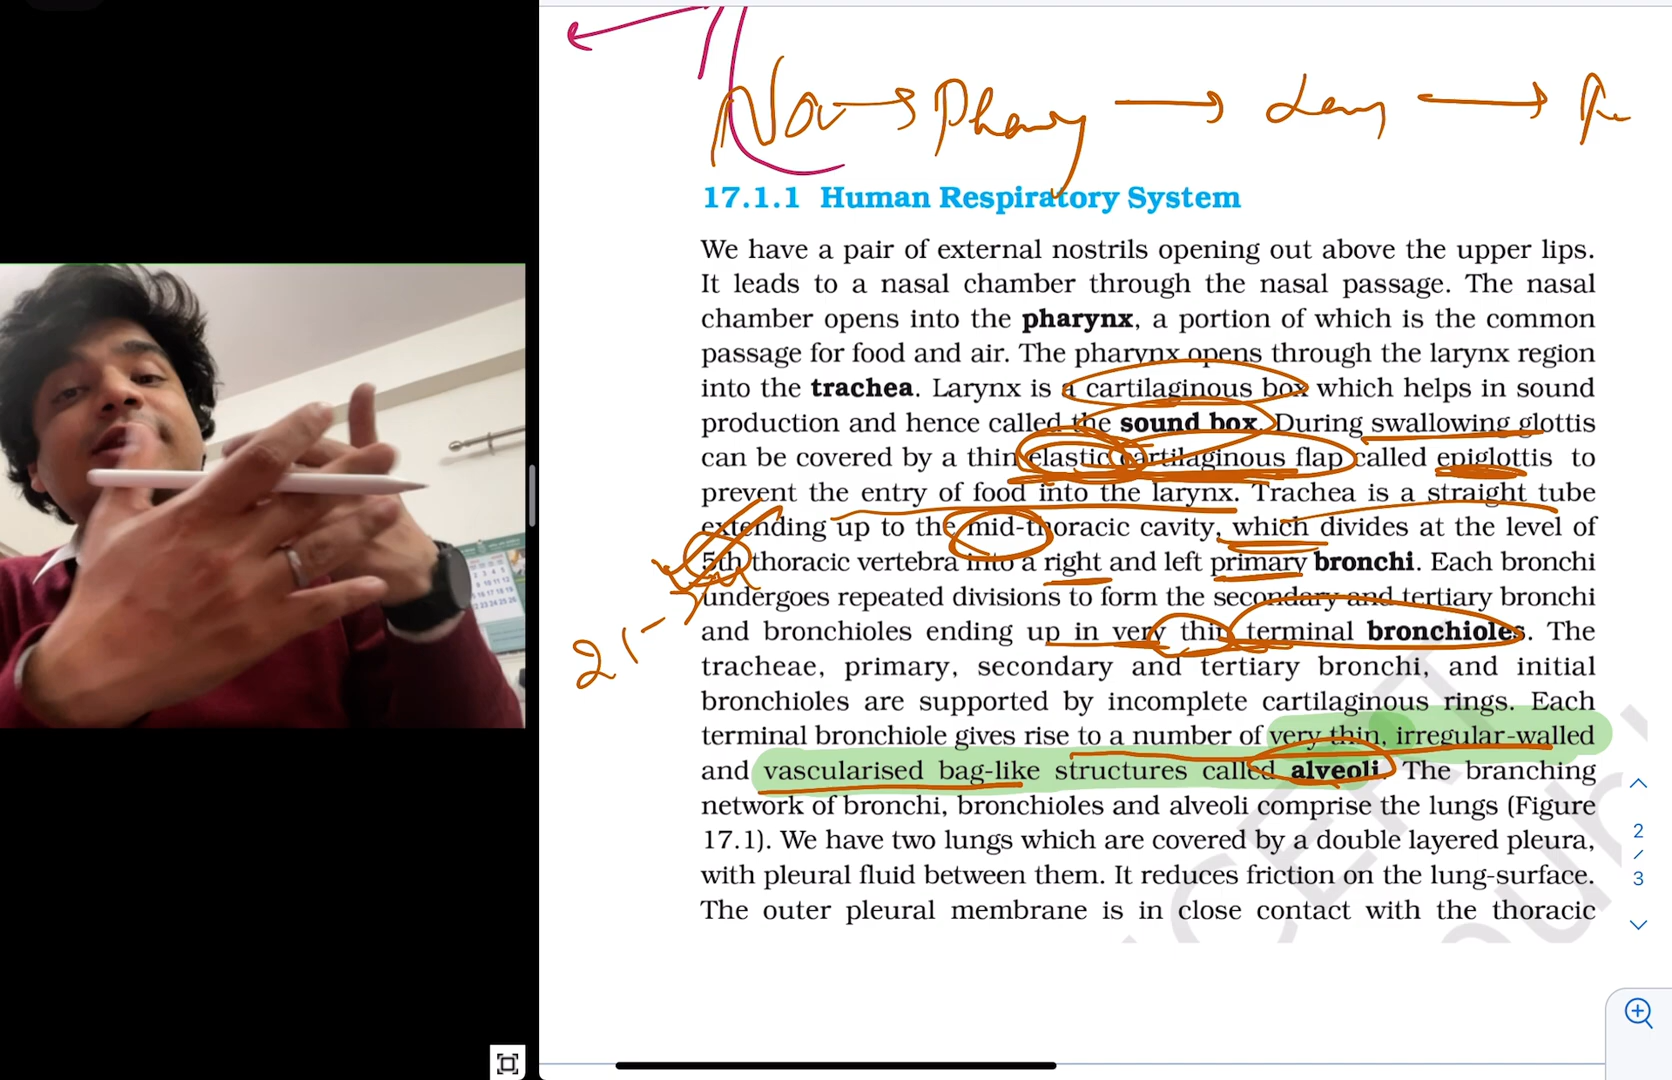 17.1.1 Human Respiratory System
We have a pair of external nostrils opening out above the upper lips.
It leads to a nasal chamber through the nasal passage. The nasal
chamber opens into the pharynx, a portion of which is the common
passage for food and air. The pharynx opens through the larynx region
into the trachea. Larynx is a cartilaginous box which helps in sound
production and hence called the sound box. During swallowing glottis
can be covered by a thin elastic cartilaginous flap called epiglottis to
prevent the entry of food into the larynx. Trachea is a straight tube
extending up to the mid-thoracic cavity, which divides at the level of
5th thoracic vertebra into a right and left primary bronchi. Each bronchi
undergoes repeated divisions to form the secondary and tertiary bronchi
and bronchioles ending up in very thin terminal bronchioles. The
tracheae, primary, secondary and tertiary bronchi, and initial
bronchioles are supported by incomplete cartilaginous rings. Each
terminal bronchiole gives rise to a number of very thin, irregular-walled
and vascularised bag-like structures called alveoli. The branching
network of bronchi, bronchioles and alveoli comprise the lungs (Figure
17.1). We have two lungs which are covered by a double layered pleura,
with pleural fluid between them. It reduces friction on the lung-surface.
The outer pleural membrane is in close contact with the thoracic
2
/
3